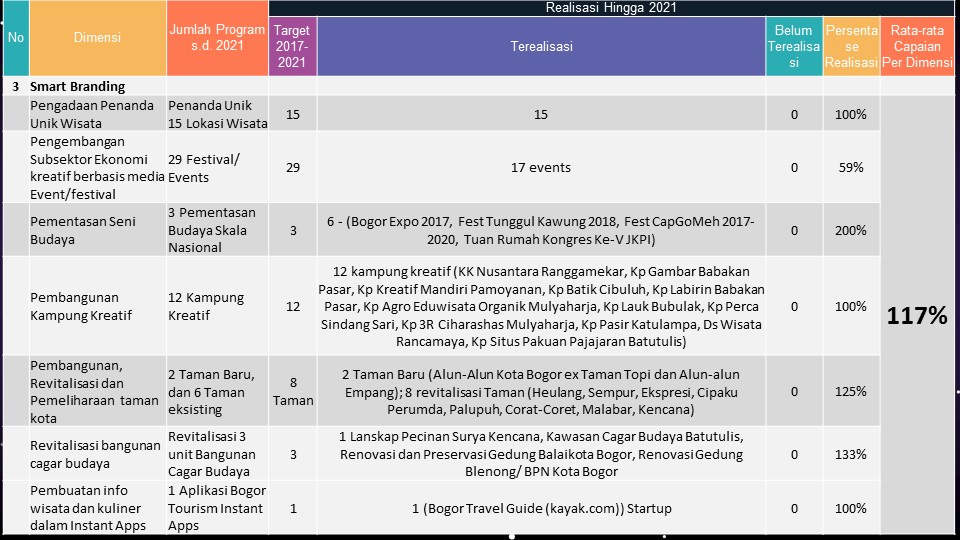 Realisasi Hingga 2021
No
Dimensi
Jumlah Program
s.d. 2021
Target
2017-
2021
Terealisasi
Belum
Terealisa
si
Persenta
se
Realisasi
Rata-rata
Capaian
Per Dimensi
3 Smart Branding
Pengadaan Penanda
Unik Wisata
Penanda Unik
15 Lokasi Wisata
15
15
0
100%
Pengembangan
Subsektor Ekonomi
kreatif berbasis media
Event/festival
29 Festival/
Events
29
17 events
0
59%
Pementasan Seni
Budaya
3 Pementasan
Budaya Skala
Nasional
3
6 - (Bogor Expo 2017, Fest Tunggul Kawung 2018, Fest CapGoMeh 2017-
2020, Tuan Rumah Kongres Ke-V JKPI)
0
200%
Pembangunan
Kampung Kreatif
12 Kampung
Kreatif
12
12 kampung kreatif (KK Nusantara Ranggamekar, Kp Gambar Babakan
Pasar, Kp Kreatif Mandiri Pamoyanan, Kp Batik Cibuluh, Kp Labirin Babakan
Pasar, Kp Agro Eduwisata Organik Mulyaharja, Kp Lauk Bubulak, Kp Perca
Sindang Sari, Kp 3R Ciharashas Mulyaharja, Kp Pasir Katulampa, Ds Wisata
Rancamaya, Kp Situs Pakuan Pajajaran Batutulis)
0
100%
117%
Pembangunan,
Revitalisasi dan
Pemeliharaan taman
kota
2 Taman Baru,
dan 6 Taman
eksisting
8
Taman
2 Taman Baru (Alun-Alun Kota Bogor ex Taman Topi dan Alun-alun
Empang); 8 revitalisasi Taman (Heulang, Sempur, Ekspresi, Cipaku
Perumda, Palupuh, Corat-Coret, Malabar, Kencana)
0
125%
Revitalisasi bangunan
cagar budaya
Revitalisasi 3
unit Bangunan
Cagar Budaya
3
1 Lanskap Pecinan Surya Kencana, Kawasan Cagar Budaya Batutulis,
Renovasi dan Preservasi Gedung Balaikota Bogor, Renovasi Gedung
Blenong/ BPN Kota Bogor
0
133%
Pembuatan info
wisata dan kuliner
dalam Instant Apps
1 Aplikasi Bogor
Tourism Instant
Apps
1
1 (Bogor Travel Guide (kayak.com)) Startup
0
100%